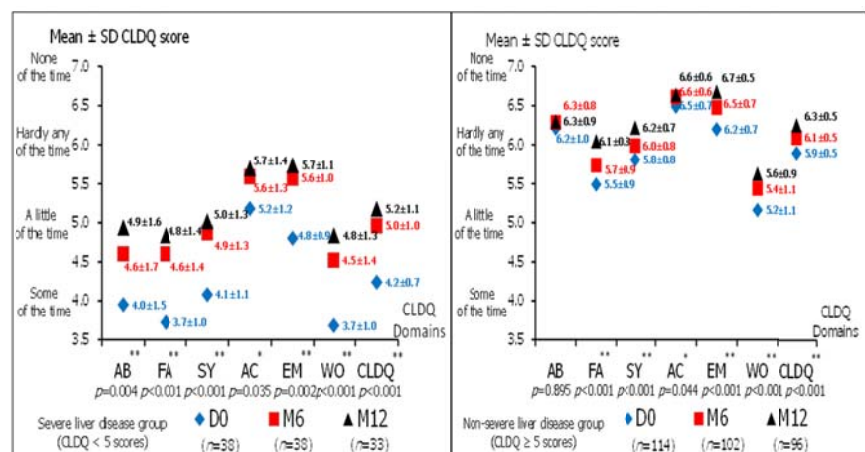 Mean ± SD CLDQ score
None of the time
7.0
6.5
Hardly any of the time
6.0
5.5
A little of the time
5.0
4.5
Some of the time
4.0
3.5
4.9±1.6
4.6±1.7
4.0±1.5
4.8±1.4
4.6±1.4
3.7±1.0
5.0±1.3
4.9±1.3
4.1±1.1
5.7±1.4
5.6±1.3
5.2±1.2
5.7±1.1
5.6±1.0
4.8±0.9
4.8±1.3
4.5±1.4
3.7±1.0
5.2±1.1
5.0±1.0
4.2±0.7
CLDQ Domains
AB** FA** SY** AC* EM** WO** CLDQ**
p=0.004 p<0.001 p<0.001 p=0.035 p=0.002 p<0.001 p<0.001
Severe liver disease group D0 M6 M12
(CLDQ < 5 scores) (n=38) (n=38) (n=33)
Mean ± SD CLDQ score
None of the time
7.0
6.5
Hardly any of the time
6.0
5.5
A little of the time
5.0
4.5
Some of the time
4.0
3.5
6.3±0.8
6.3±0.9
6.2±1.0
6.1±0.8
5.7±0.9
5.5±0.9
6.2±0.7
6.0±0.8
5.8±0.8
6.6±0.6
6.6±0.6
6.5±0.7
6.7±0.5
6.5±0.7
6.2±0.7
5.6±0.9
5.4±1.1
5.2±1.1
6.3±0.5
6.1±0.5
5.9±0.5
CLDQ Domains
AB FA** SY** AC* EM** WO** CLDQ**
p=0.895 p<0.001 p<0.001 p=0.044 p<0.001 p<0.001 p<0.001
Non-severe liver disease group D0 M6 M12
(CLDQ ≥ 5 scores) (n=114) (n=102) (n=96)